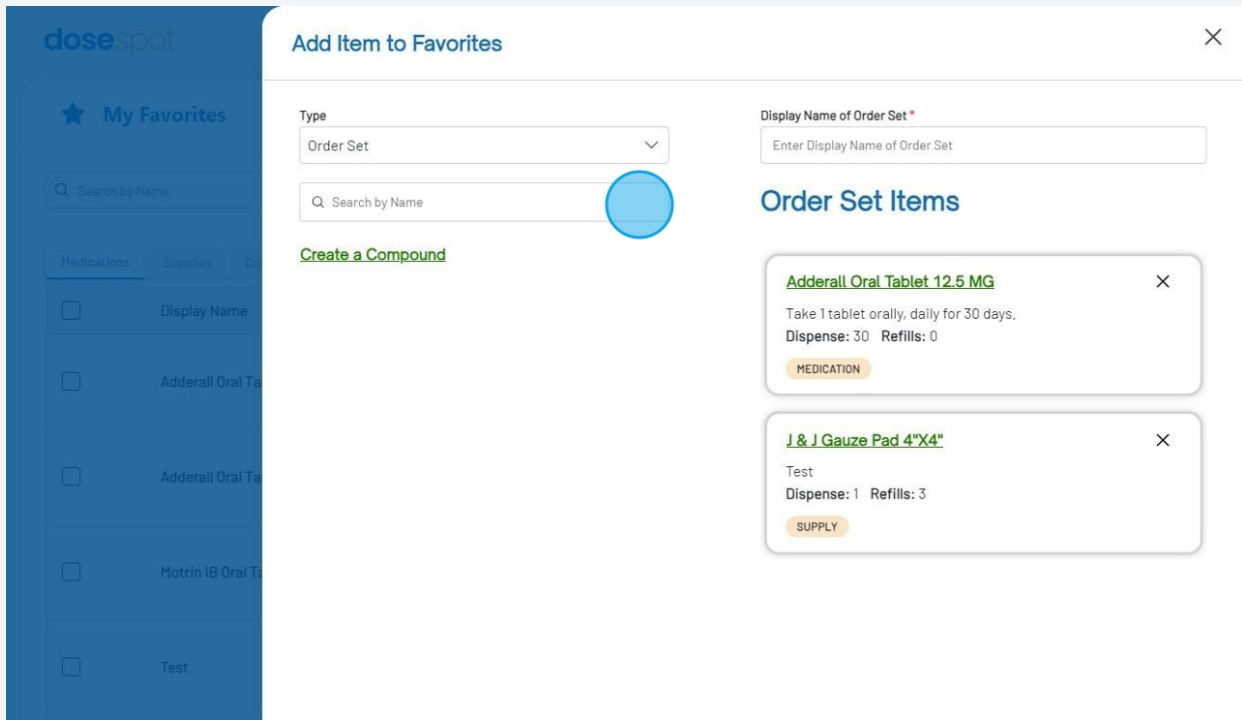 dosespot
My Favorites
Search by Name
Medications Supplies
Display Name
Adderall Oral
Adderall Oral
Motrin IB Oral
Test
Add Item to Favorites
Type
Order Set
Search by Name
Create a Compound
Display Name of Order Set *
Enter Display Name of Order Set
Order Set Items
Adderall Oral Tablet 12.5 MG
Take 1 tablet orally, daily for 30 days.
Dispense: 30 Refills: 0
MEDICATION
J & J Gauze Pad 4"X4"
Test
Dispense: 1 Refills: 3
SUPPLY